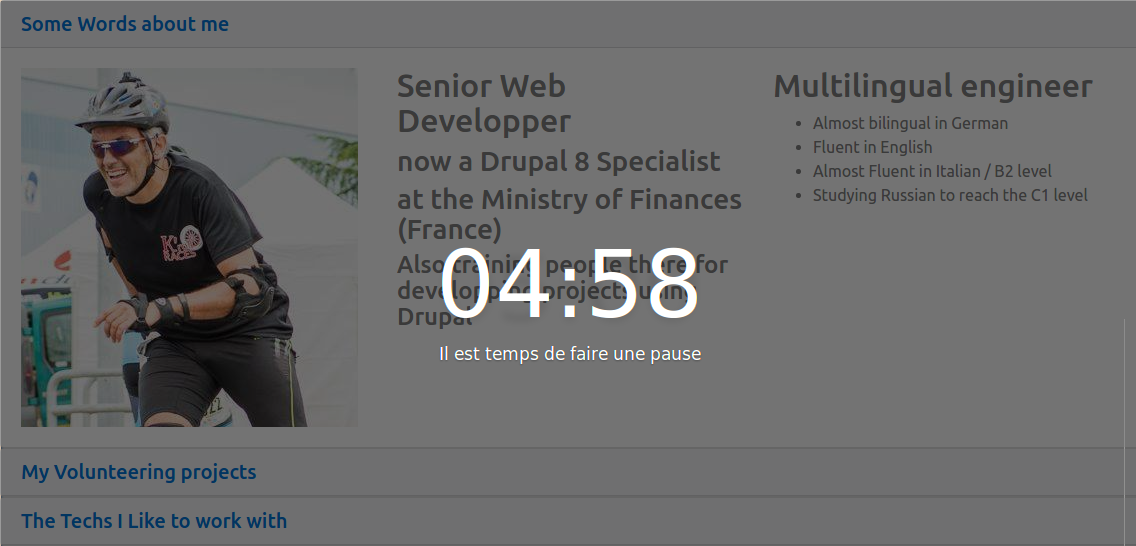 Some Words about me
Senior Web
Developper
now a Drupal 8 Specialist
at the Ministry of Finances
(France)
Also training people there for
developping projects using
Drupal
Multilingual engineer
Almost bilingual in German
Fluent in English
Almost Fluent in Italian / B2 level
Studying Russian to reach the C1 level
04:58
Il est temps de faire une pause
K'S
RACES
My Volunteering projects
The Techs I Like to work with